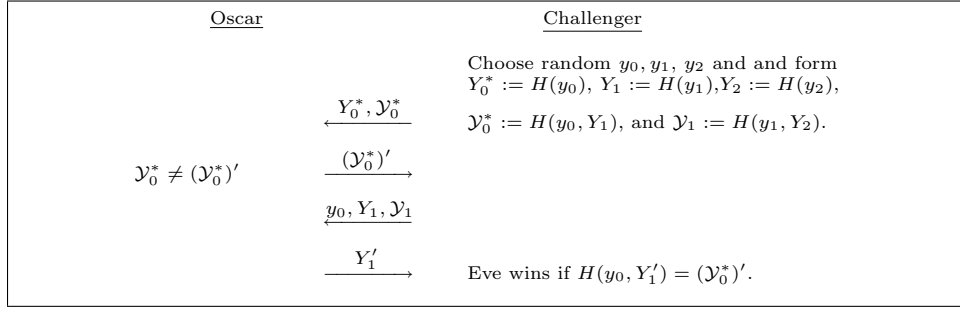 Oscar Challenger
Choose random y₀, y₁, y₂ and and form
Y₀* := H(y₀), Y₁ := H(y₁),Y₂ := H(y₂),
Y₀*, 𝒴₀*
𝒴₀* := H(y₀, Y₁), and 𝒴₁ := H(y₁, Y₂).
𝒴₀* ≠ (𝒴₀*)′ (𝒴₀*)′
y₀, Y₁, 𝒴₁
Y₁′ Eve wins if H(y₀, Y₁′) = (𝒴₀*)′.